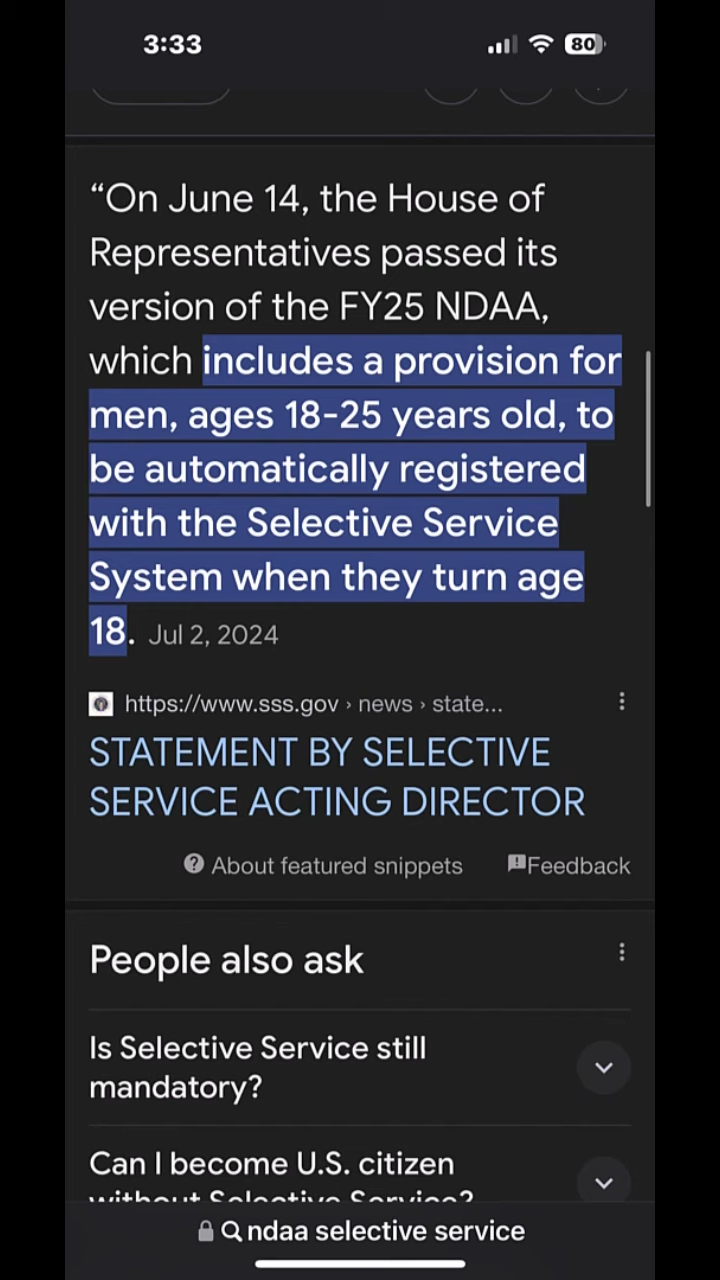 3:33
80
“On June 14, the House of
Representatives passed its
version of the FY25 NDAA,
which includes a provision for
men, ages 18-25 years old, to
be automatically registered
with the Selective Service
System when they turn age
18. Jul 2, 2024
https://www.sss.gov › news › state...
STATEMENT BY SELECTIVE
SERVICE ACTING DIRECTOR
About featured snippets
Feedback
People also ask
Is Selective Service still
mandatory?
Can I become U.S. citizen
without Selective Service?
ndaa selective service